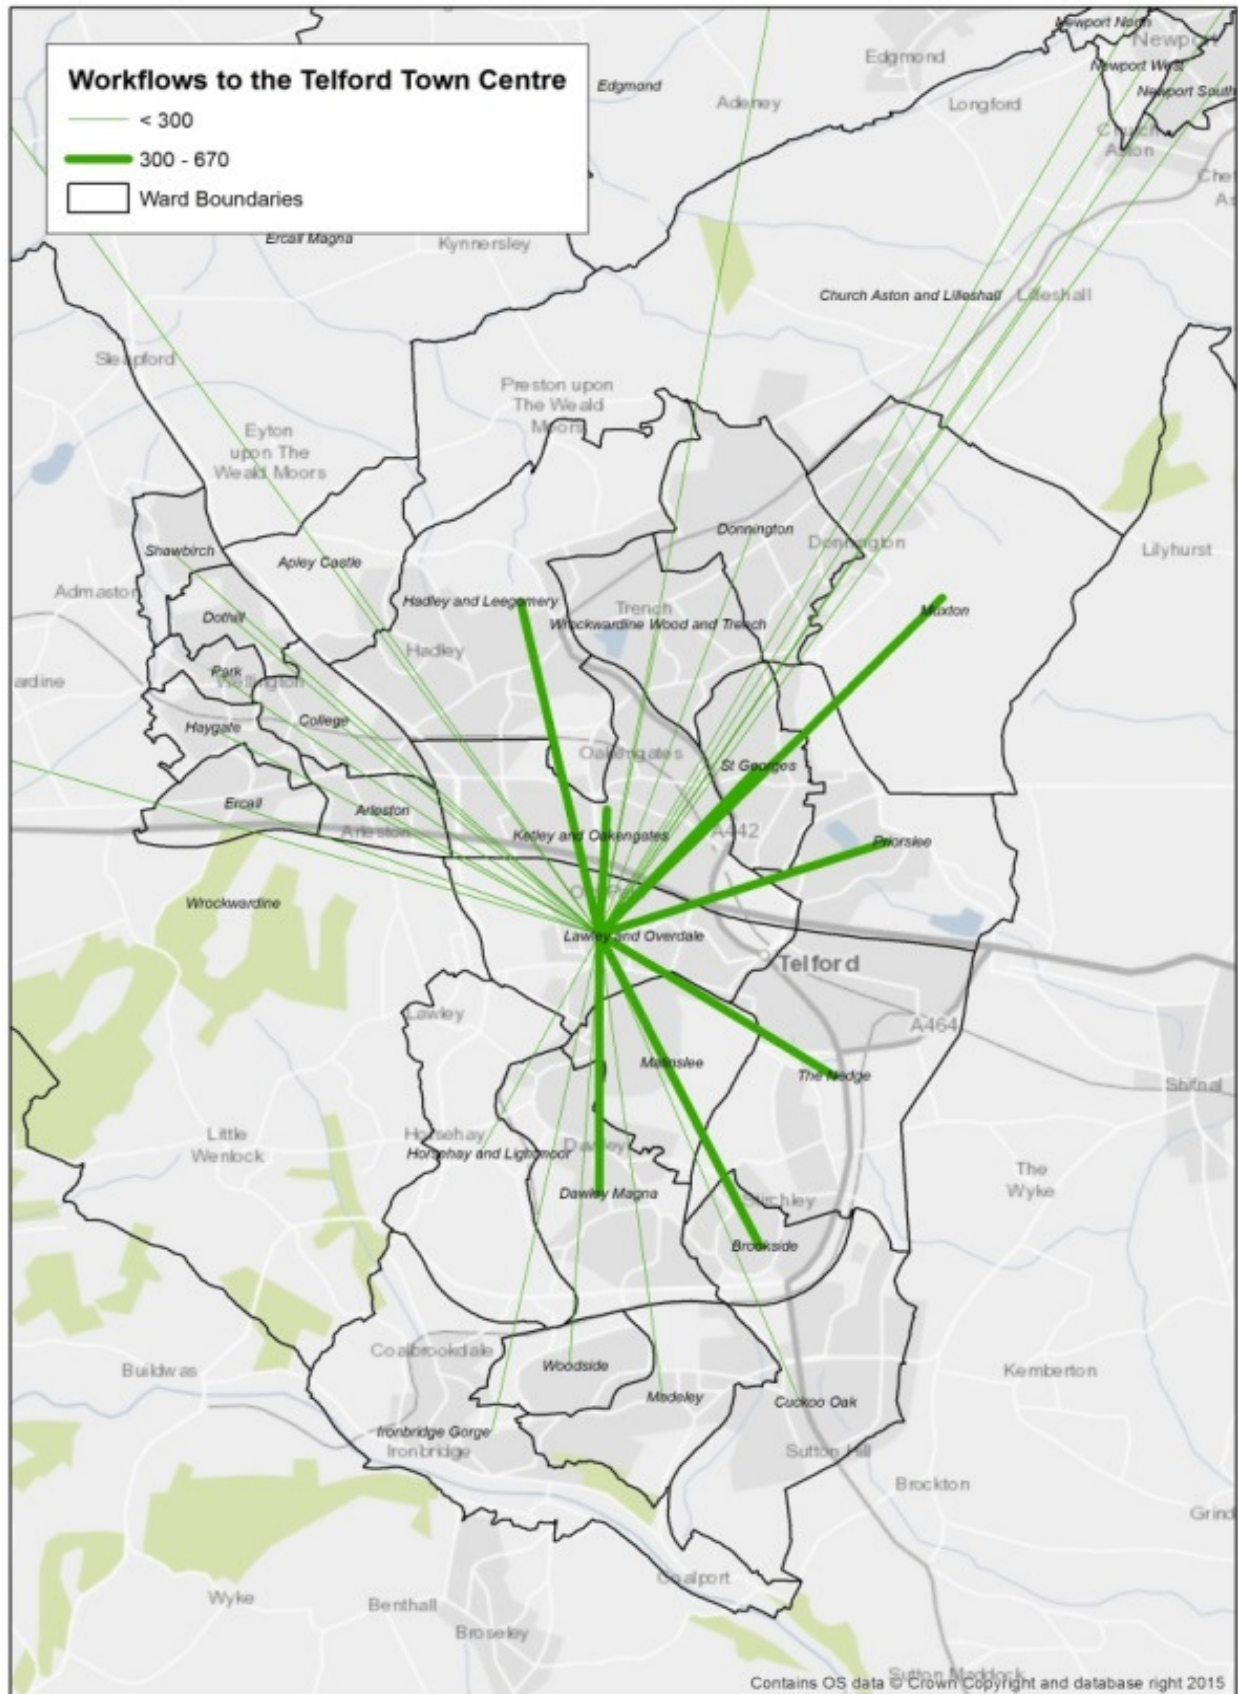 Workflows to the Telford Town Centre
< 300
300 - 670
Ward Boundaries
Newport North
Newport
Edgmond
Newport West
Edgmond
Newport South
Adeney
Longford
Church
Aston
Che
As
Ercall Magna
Kynnersley
Church Aston and Lilleshall
Lilleshall
Sleapford
Preston upon
The Weald
Moors
Eyton
upon The
Weald Moors
Donnington
Donnington
Shawbirch
Lilyhurst
Apley Castle
Admaston
Hadley and Leegomery
Trench
Muxton
Dothill
Wrockwardine Wood and Trench
Hadley
Park
ardine
Wellington
College
Haygate
Oakengates
St Georges
Ercall
Arleston
Arleston
Ketley and Oakengates
A442
Priorslee
Wrockwardine
Lawley and Overdale
Telford
Lawley
A464
Malinslee
The Nedge
Shifnal
Little
Wenlock
Horsehay
Dawley
Horsehay and Lightmoor
The
Wyke
Dawley Magna
Stirchley
Brookside
Coalbrookdale
Buildwas
Woodside
Kemberton
Madeley
Cuckoo Oak
Ironbridge Gorge
Ironbridge
Sutton Hill
Brockton
Grind
Coalport
Wyke
Benthall
Broseley
Sutton Maddock
Contains OS data © Crown Copyright and database right 2015